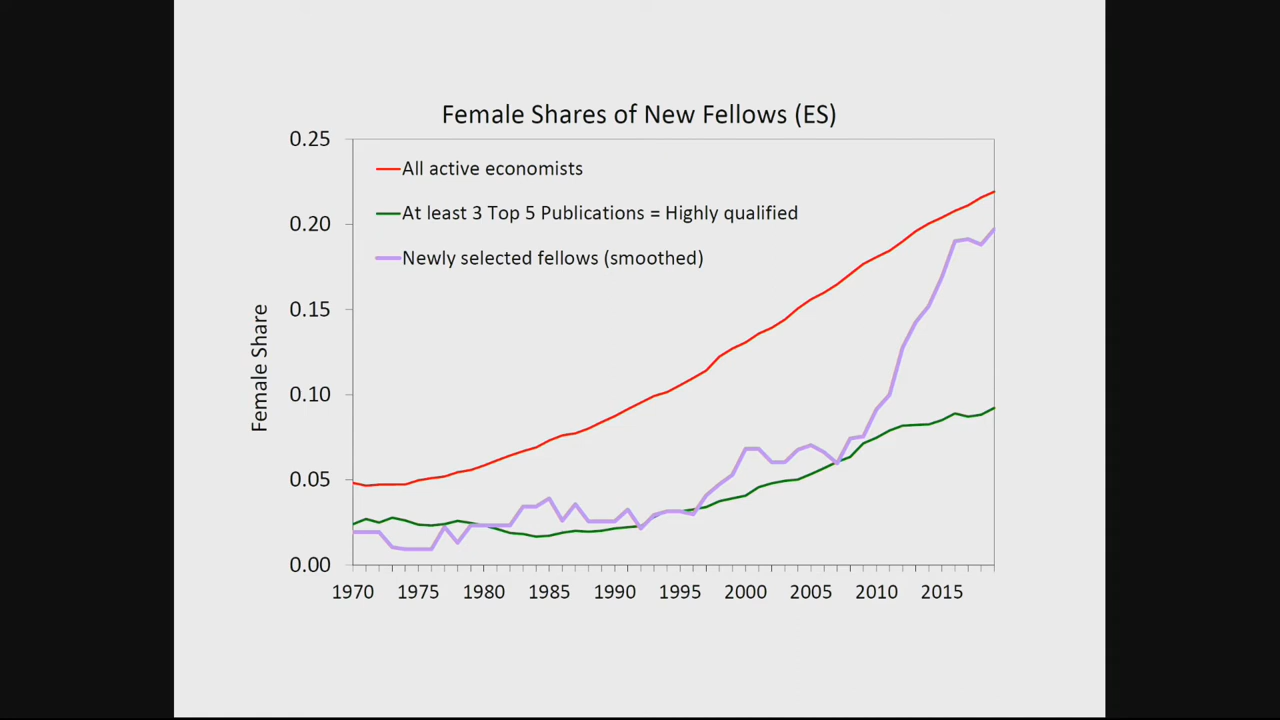 Female Shares of New Fellows (ES)
0.25
All active economists
At least 3 Top 5 Publications = Highly qualified
0.20
Newly selected fellows (smoothed)
0.15
Female Share
0.10
0.05
0.00
1970 1975 1980 1985 1990 1995 2000 2005 2010 2015